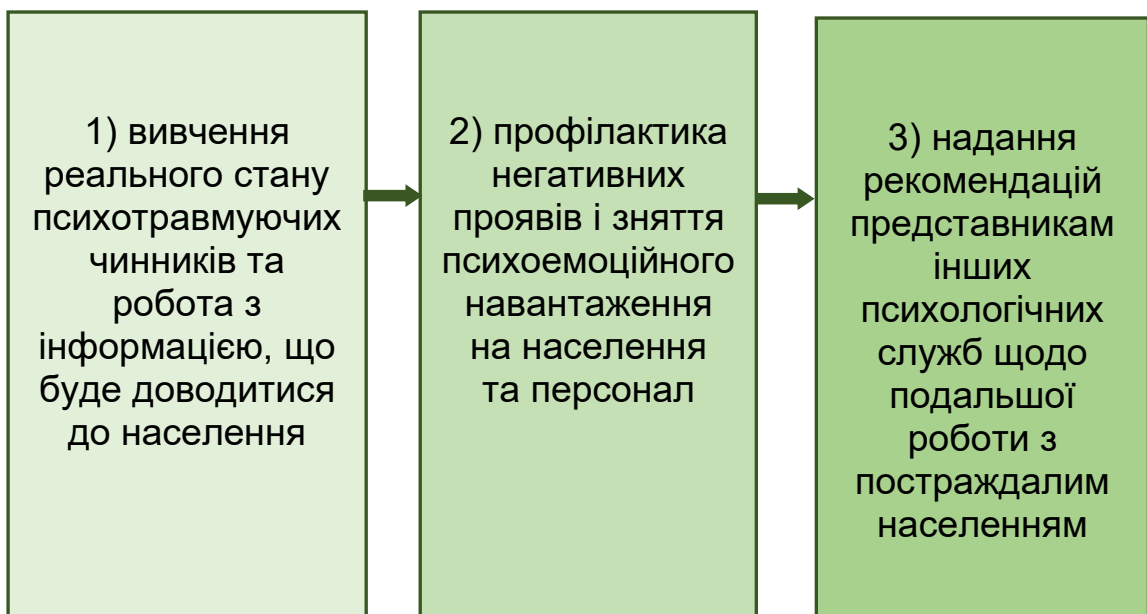 1) вивчення
реального стану
психотравмуючих
чинників та
робота з
інформацією, що
буде доводитися
до населення
2) профілактика
негативних
проявів і зняття
психоемоційного
навантаження
на населення
та персонал
3) надання
рекомендацій
представникам
інших
психологічних
служб щодо
подальшої
роботи з
постраждалим
населенням